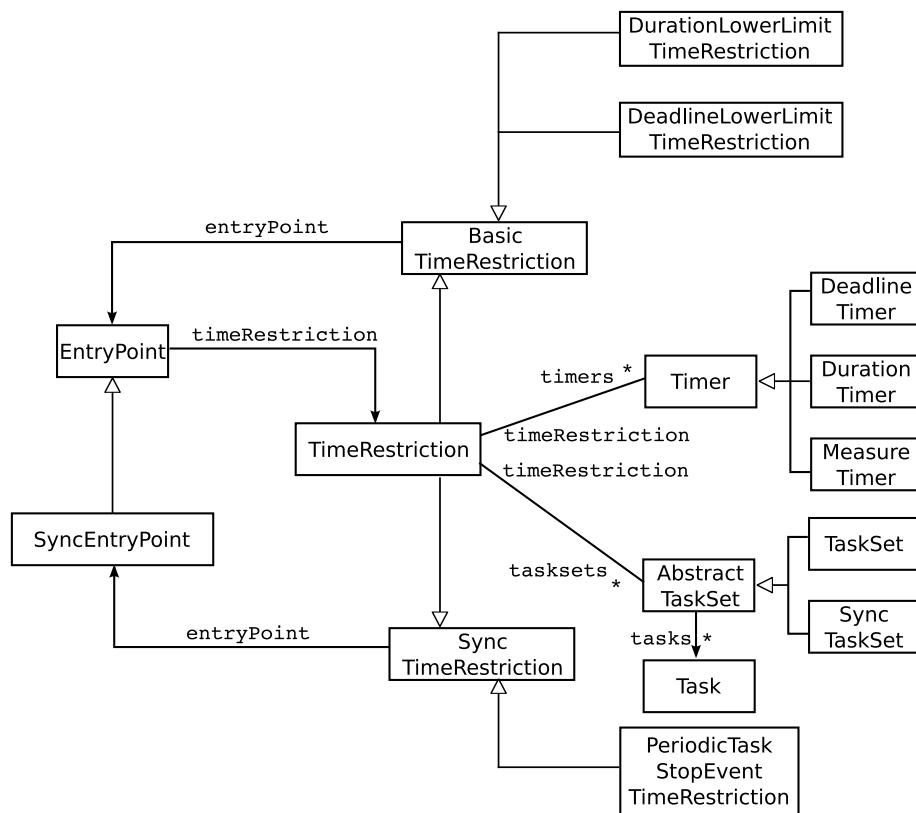 DurationLowerLimit
TimeRestriction
DeadlineLowerLimit
TimeRestriction
entryPoint
Basic
TimeRestriction
Deadline
Timer
EntryPoint
timeRestriction
timers *
Timer
Duration
Timer
TimeRestriction
timeRestriction
timeRestriction
Measure
Timer
SyncEntryPoint
tasksets
*
Abstract
TaskSet
TaskSet
Sync
TaskSet
entryPoint
Sync
TimeRestriction
tasks *
Task
PeriodicTask
StopEvent
TimeRestriction